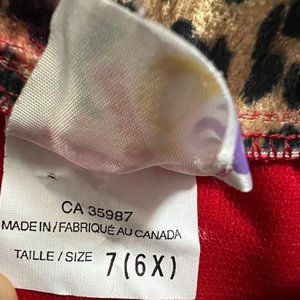 CA 35987
MADE IN / FABRIQUÉ AU CANADA
TAILLE / SIZE 7 (6X)